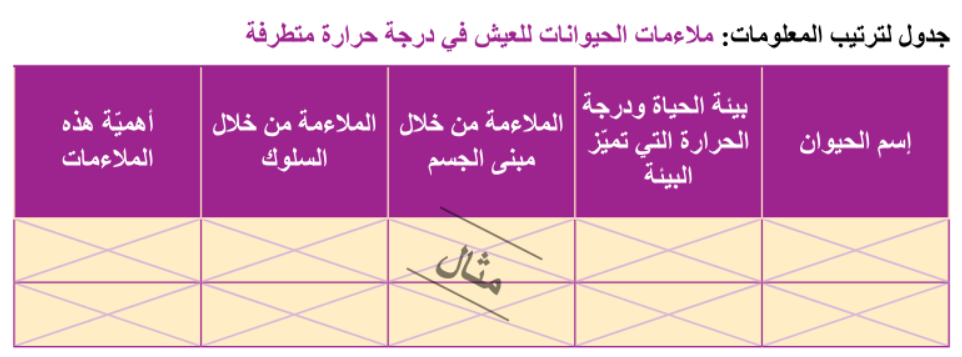 جدول لترتيب المعلومات: ملاءمات الحيوانات للعيش في درجة حرارة متطرفة
إسم الحيوان
بيئة الحياة ودرجة
الحرارة التي تميّز
البيئة
الملاءمة من خلال
مبنى الجسم
الملاءمة من خلال
السلوك
أهميّة هذه
الملاءمات
مثال